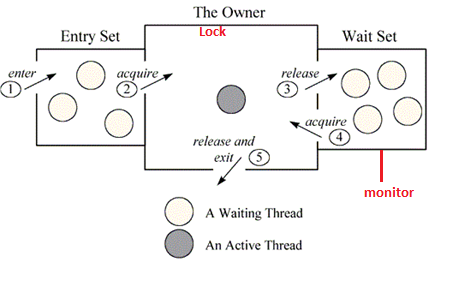 The Owner
Lock
Entry Set
Wait Set
enter
1
acquire
2
release
3
acquire
4
release and
exit
5
monitor
A Waiting Thread
An Active Thread